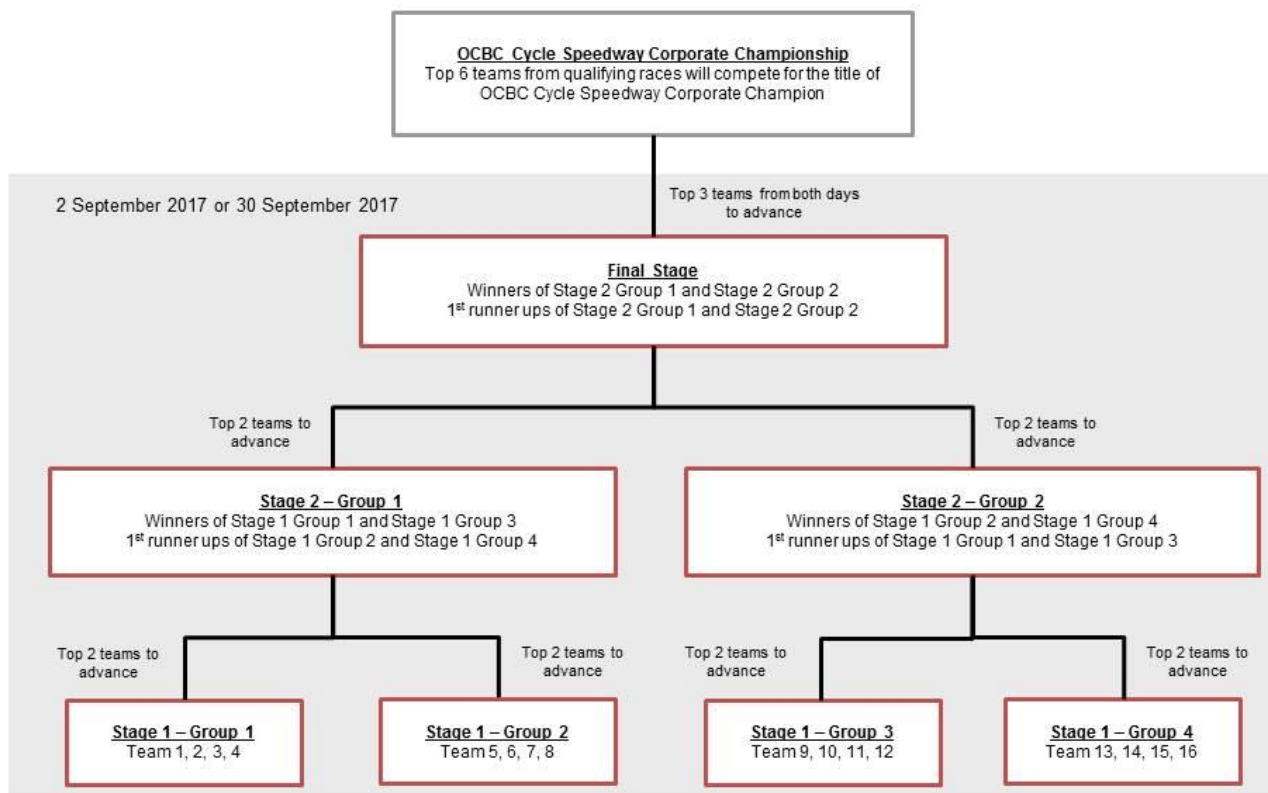 OCBC Cycle Speedway Corporate Championship
Top 6 teams from qualifying races will compete for the title of
OCBC Cycle Speedway Corporate Champion
2 September 2017 or 30 September 2017
Top 3 teams from both days
to advance
Final Stage
Winners of Stage 2 Group 1 and Stage 2 Group 2
1st runner ups of Stage 2 Group 1 and Stage 2 Group 2
Top 2 teams to
advance
Top 2 teams to
advance
Stage 2 – Group 1
Winners of Stage 1 Group 1 and Stage 1 Group 3
1st runner ups of Stage 1 Group 2 and Stage 1 Group 4
Stage 2 – Group 2
Winners of Stage 1 Group 2 and Stage 1 Group 4
1st runner ups of Stage 1 Group 1 and Stage 1 Group 3
Top 2 teams to
advance
Top 2 teams to
advance
Top 2 teams to
advance
Top 2 teams to
advance
Stage 1 – Group 1
Team 1, 2, 3, 4
Stage 1 – Group 2
Team 5, 6, 7, 8
Stage 1 – Group 3
Team 9, 10, 11, 12
Stage 1 – Group 4
Team 13, 14, 15, 16